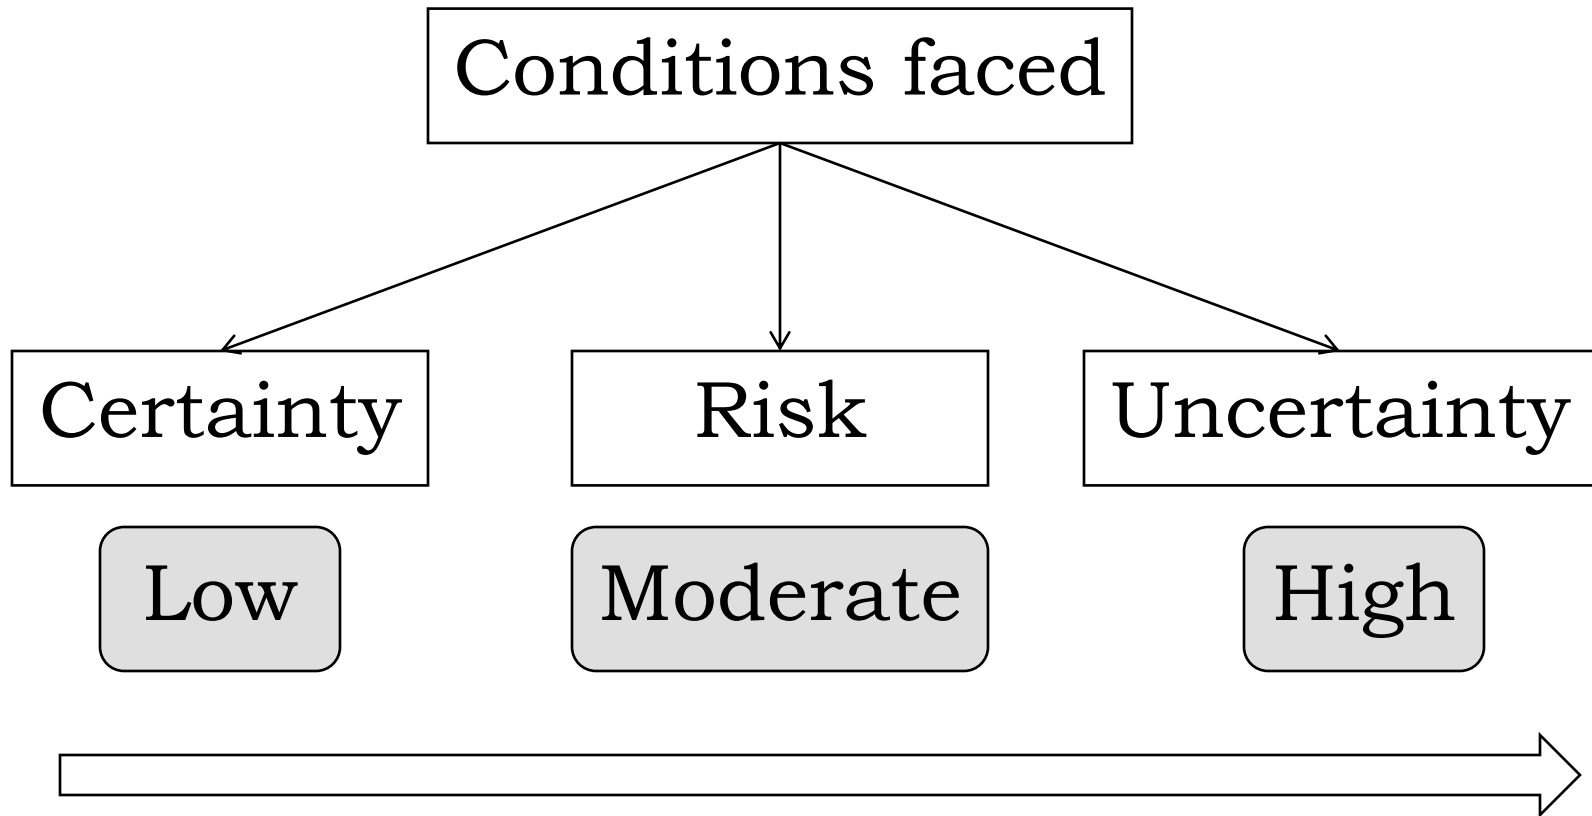 Conditions faced
Certainty
Risk
Uncertainty
Low
Moderate
High